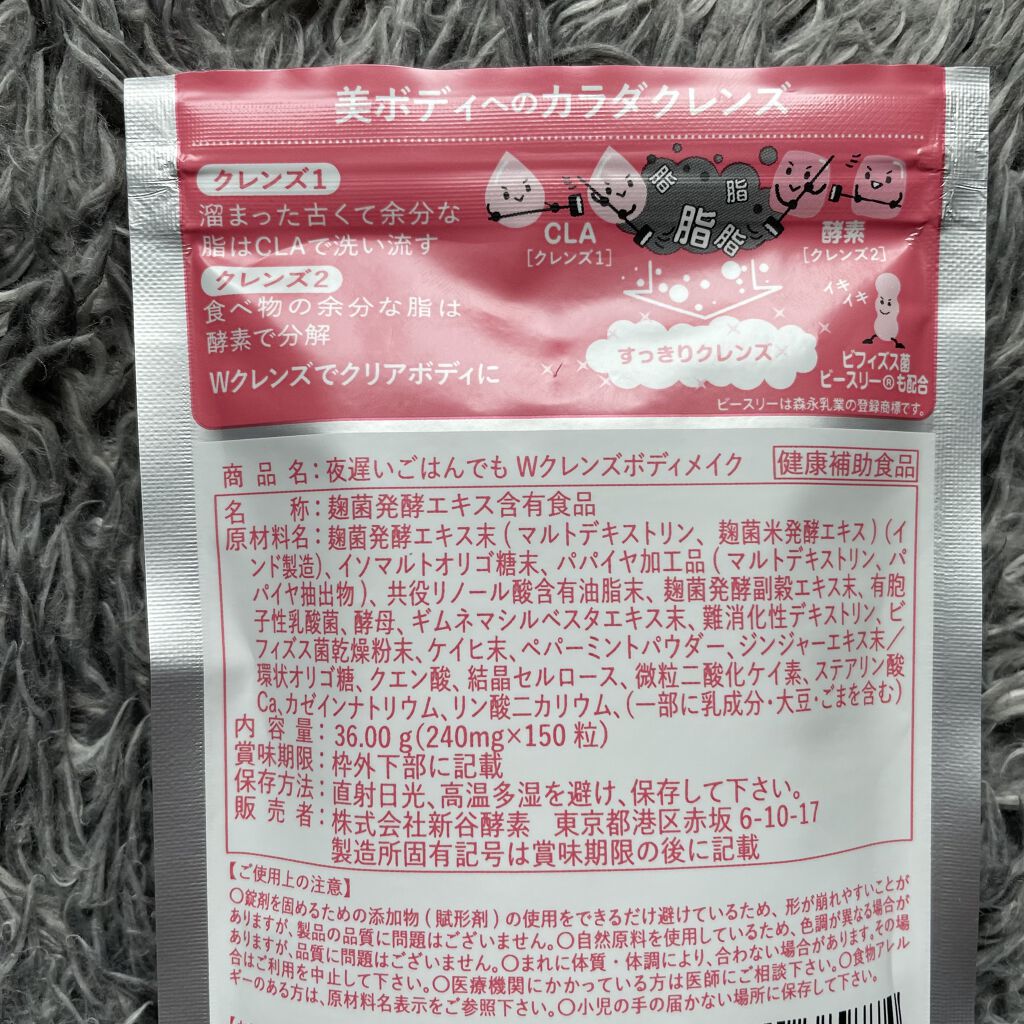 美ボディへのカラダクレンズ
クレンズ1
溜まった古くて余分な
脂はCLAで洗い流す
クレンズ2
食べ物の余分な脂は
酵素で分解
Wクレンズでクリアボディに
脂
脂
脂
脂
CLA
[クレンズ1]
酵素
[クレンズ2]
イキ
イキ
すっきりクレンズ
ビフィズス菌
ビースリー®も配合
ビースリーは森永乳業の登録商標です。
商品名:夜遅いごはんでも Wクレンズボディメイク 健康補助食品
名称:麹菌発酵エキス含有食品
原材料名:麹菌発酵エキス末(マルトデキストリン、麹菌米発酵エキス)(イ
ンド製造)、イソマルトオリゴ糖末、パパイヤ加工品(マルトデキストリン、パ
パイヤ抽出物)、共役リノール酸含有油脂末、麹菌発酵副穀エキス末、有胞
子性乳酸菌、酵母、ギムネマシルベスタエキス末、難消化性デキストリン、ビ
フィズス菌乾燥粉末、ケイヒ末、ペパーミントパウダー、ジンジャーエキス末/
環状オリゴ糖、クエン酸、結晶セルロース、微粒二酸化ケイ素、ステアリン酸
Ca、カゼインナトリウム、リン酸二カリウム、(一部に乳成分・大豆・ごまを含む)
内容量:36.00 g(240mg×150 粒)
賞味期限:枠外下部に記載
保存方法:直射日光、高温多湿を避け、保存して下さい。
販売者:株式会社新谷酵素 東京都港区赤坂 6-10-17
製造所固有記号は賞味期限の後に記載
【ご使用上の注意】
〇錠剤を固めるための添加物(賦形剤)の使用をできるだけ避けているため、形が崩れやすいことが
ありますが、製品の品質に問題はございません。〇自然原料を使用しているため、色調が異なる場合が
ありますが、品質に問題はございません。〇まれに体質・体調により、合わない場合があります。その場
合はご利用を中止して下さい。〇医療機関にかかっている方は医師にご相談下さい。〇食物アレル
ギーのある方は、原材料名表示をご参照下さい。〇小児の手の届かない場所に保存して下さい。